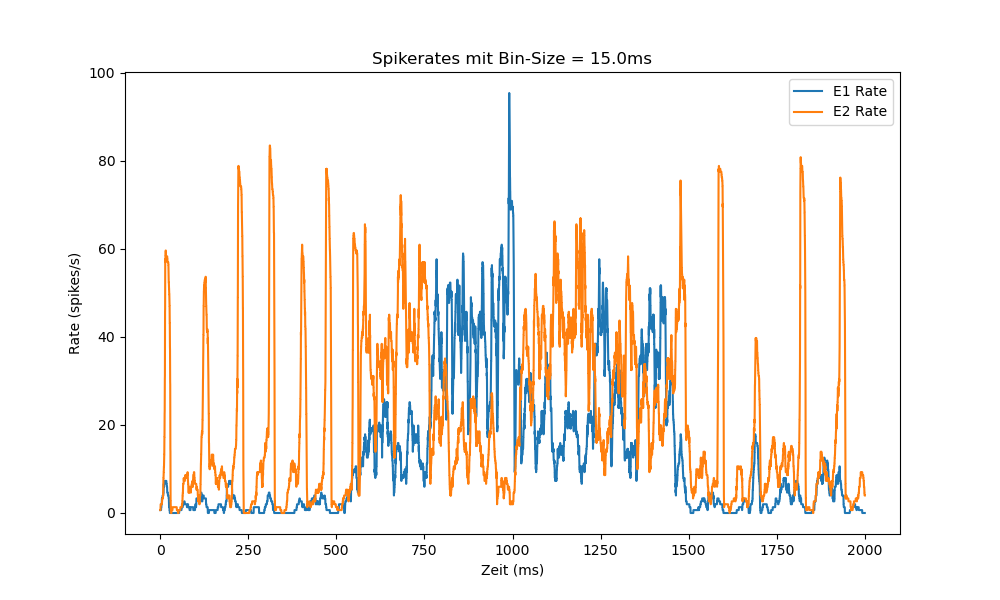 Spikerates mit Bin-Size = 15.0ms
100
80
60
40
20
0
Rate (spikes/s)
E1 Rate
E2 Rate
0 250 500 750 1000 1250 1500 1750 2000
Zeit (ms)